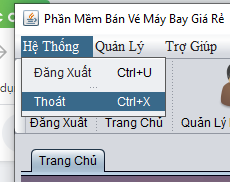 Phần Mềm Bán Vé Máy Bay Giá Rẻ
Hệ Thống Quản Lý Trợ Giúp
Đăng Xuất Ctrl+U
Thoát Ctrl+X
Đăng Xuất Trang Chủ Quản Lý
Trang Chủ